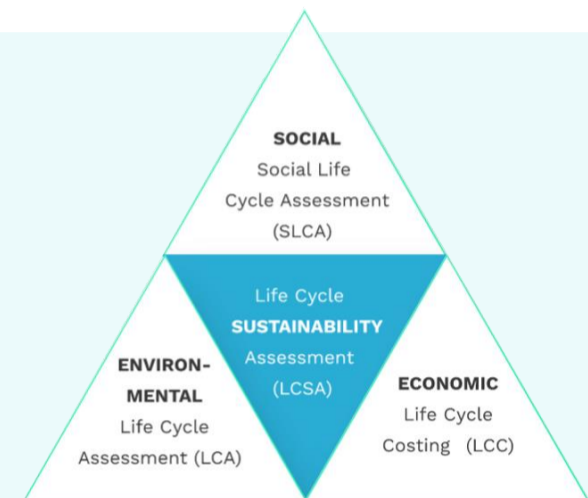 SOCIAL
Social Life
Cycle Assessment
(SLCA)
Life Cycle
SUSTAINABILITY
Assessment
(LCSA)
ENVIRON-
MENTAL
Life Cycle
Assessment (LCA)
ECONOMIC
Life Cycle
Costing (LCC)